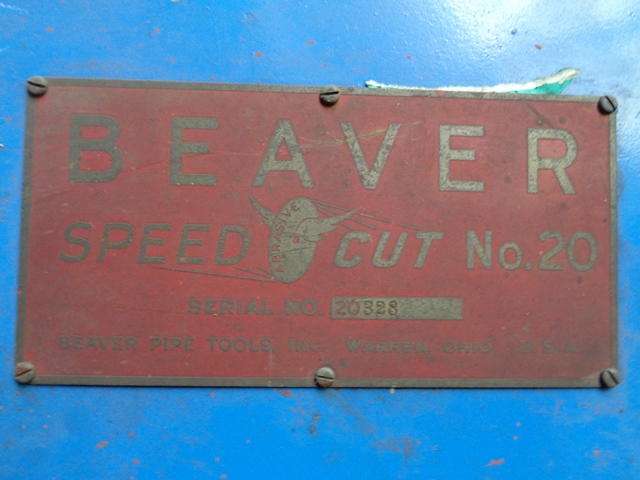 BEAVER
SPEED ABRASIVE CUT No. 20
SERIAL NO. 20328
BEAVER PIPE TOOLS, INC. WARREN, OHIO U.S.A.